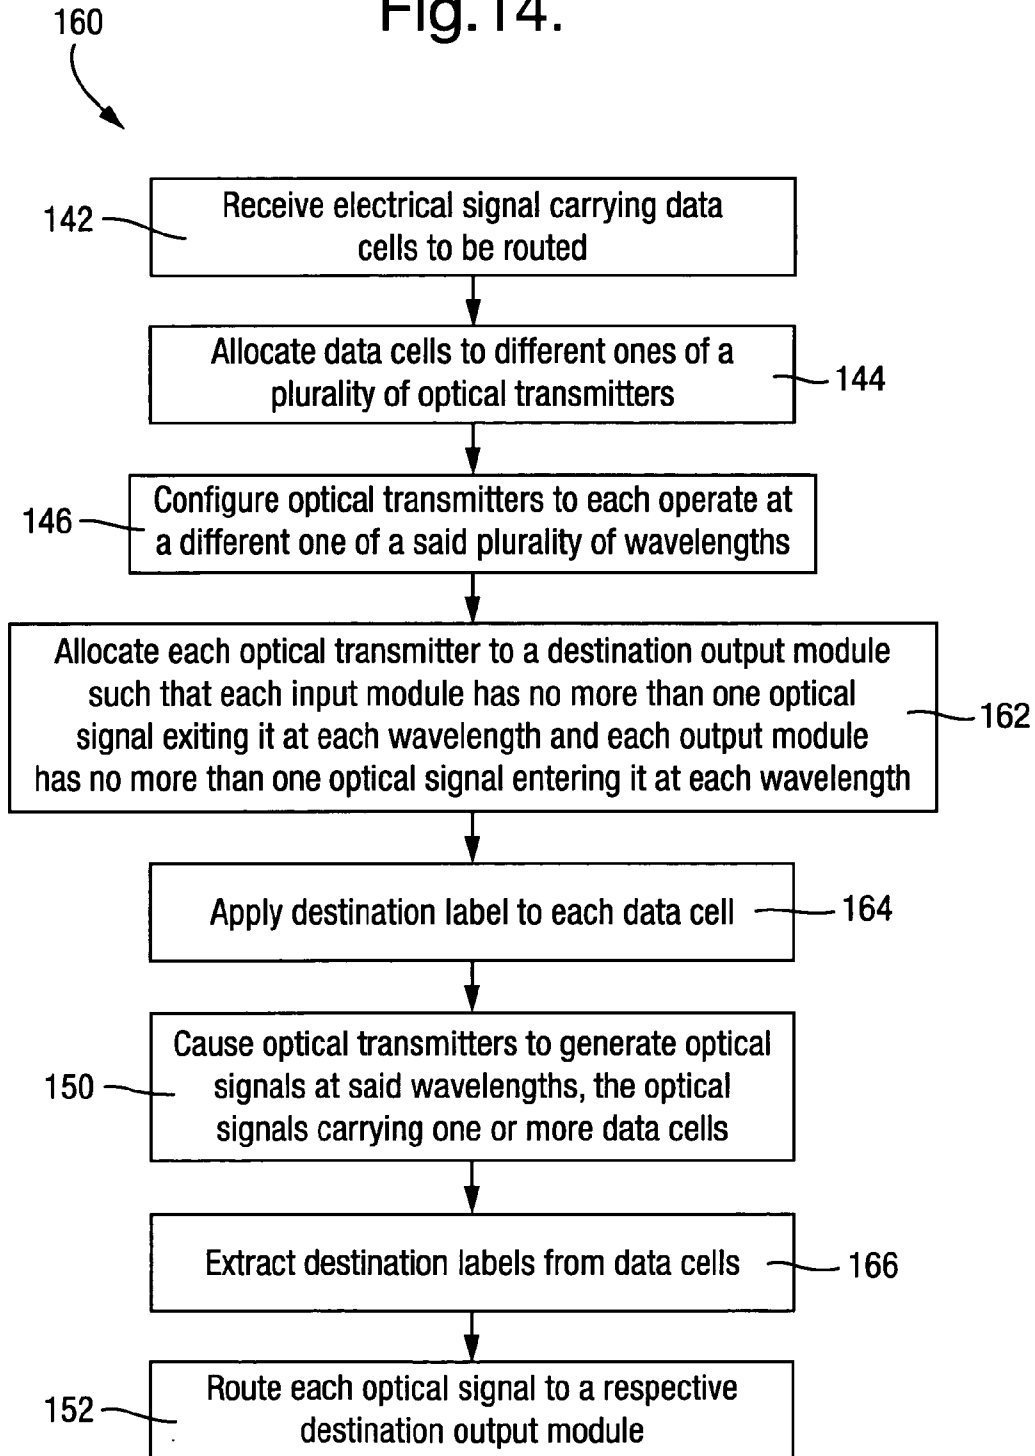 Fig.14.
160
142
Receive electrical signal carrying data
cells to be routed
Allocate data cells to different ones of a
plurality of optical transmitters
144
146
Configure optical transmitters to each operate at
a different one of a said plurality of wavelengths
Allocate each optical transmitter to a destination output module
such that each input module has no more than one optical
signal exiting it at each wavelength and each output module
has no more than one optical signal entering it at each wavelength
162
Apply destination label to each data cell
164
150
Cause optical transmitters to generate optical
signals at said wavelengths, the optical
signals carrying one or more data cells
Extract destination labels from data cells
166
152
Route each optical signal to a respective
destination output module